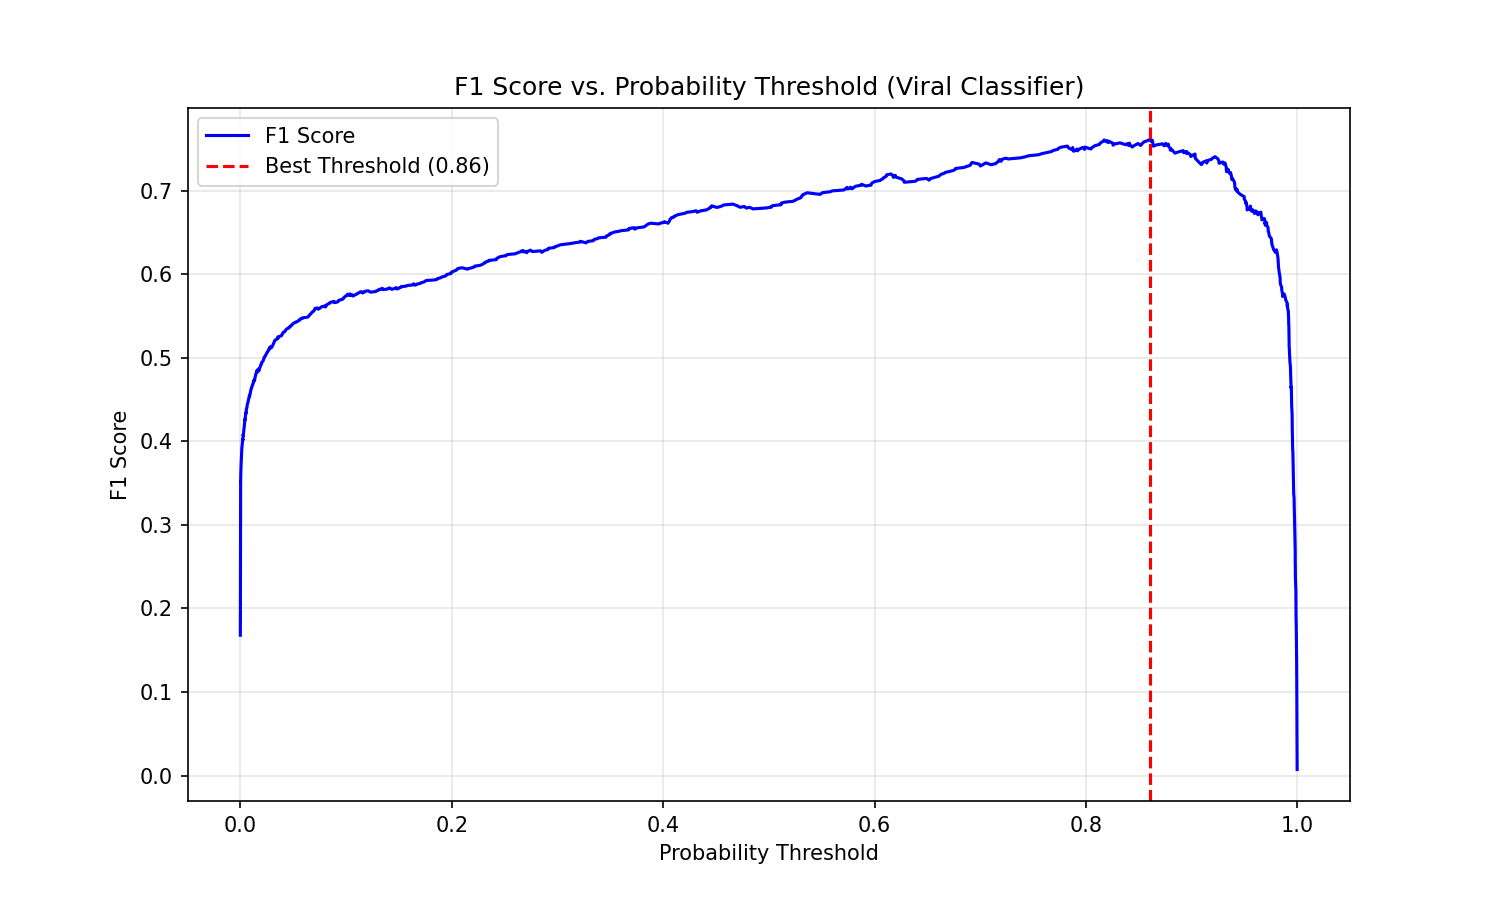 F1 Score vs. Probability Threshold (Viral Classifier)
F1 Score
Best Threshold (0.86)
F1 Score
0.7
0.6
0.5
0.4
0.3
0.2
0.1
0.0
0.0 0.2 0.4 0.6 0.8 1.0
Probability Threshold